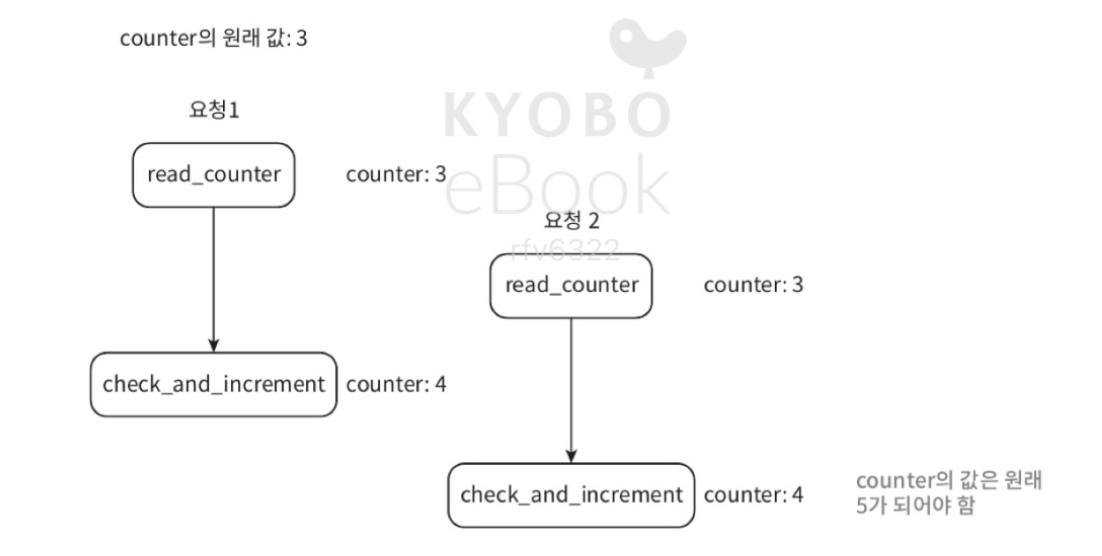 counter의 원래 값: 3
요청1
read_counter
counter: 3
KYOBO
eBook
요청 2
rfv6322
read_counter
counter: 3
check_and_increment
counter: 4
check_and_increment
counter: 4
counter의 값은 원래
5가 되어야 함